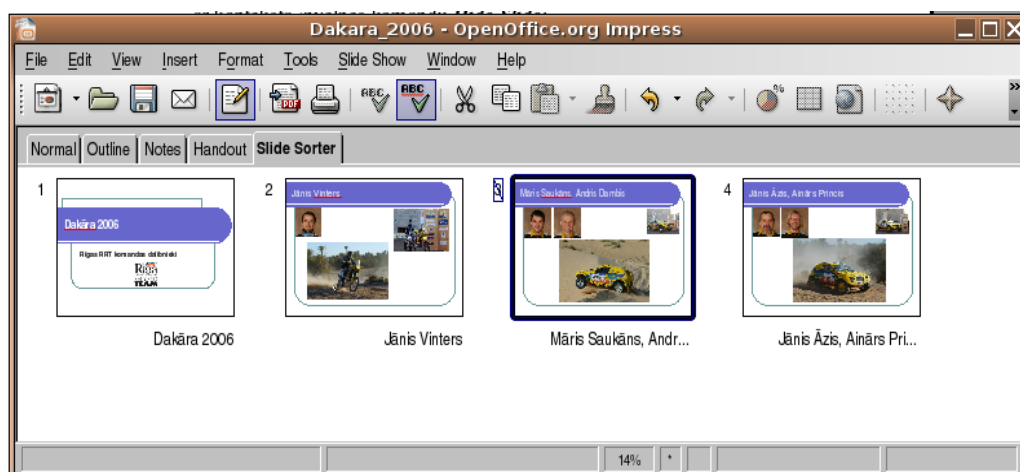 Dakara_2006 - OpenOffice.org Impress
File Edit View Insert Format Tools Slide Show Window Help
Normal Outline Notes Handout Slide Sorter
1
Dakāra 2006
Rīgas RRT komandas dalībnieki
Rīga
TEAM
Dakāra 2006
2
Jānis Vinters
Jānis Vinters
3
Māris Saukāns, Andris Dambis
Māris Saukāns, Andr...
4
Jānis Āzis, Ainārs Princis
Jānis Āzis, Ainārs Pri...
14% *